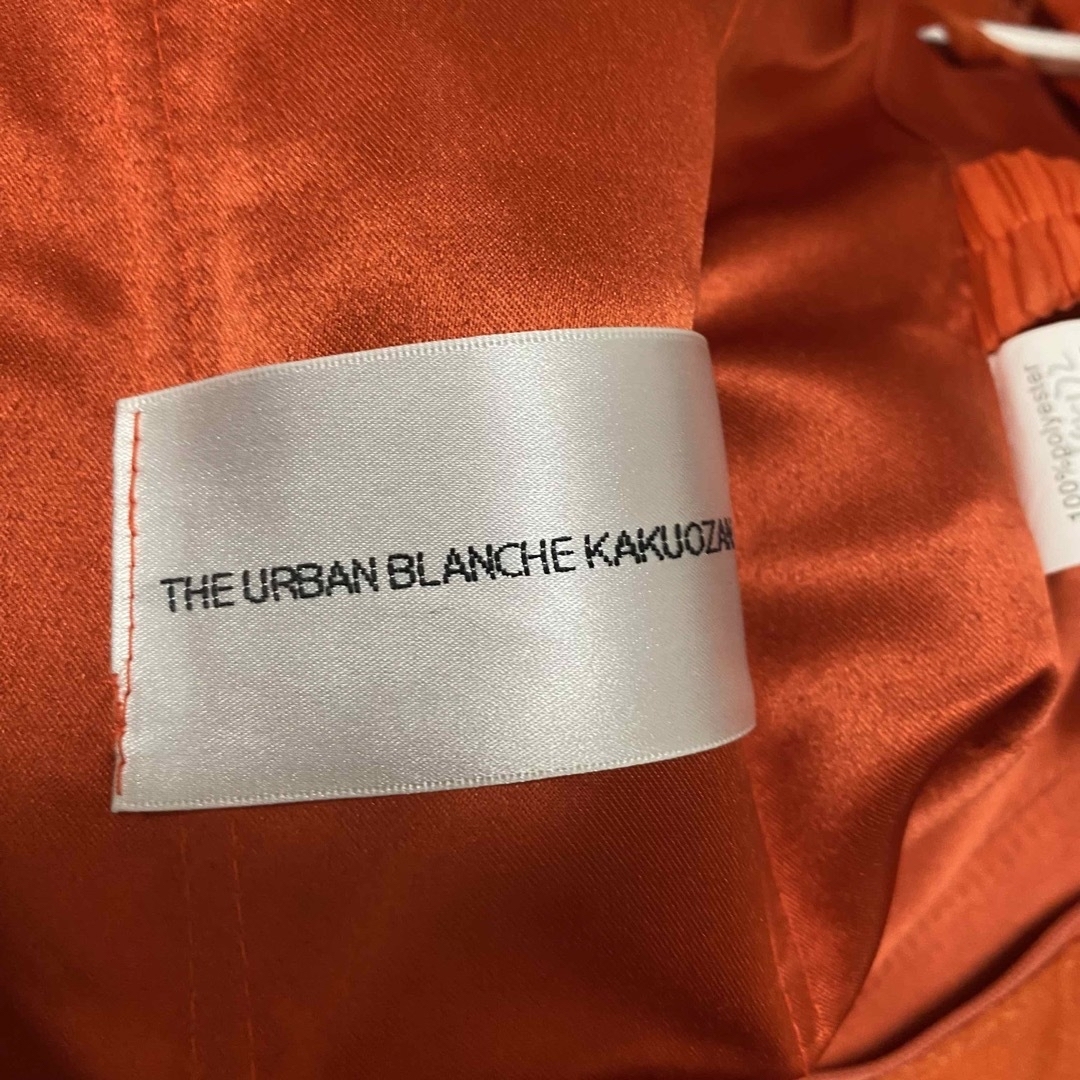 THE URBAN BLANCHE KAKUOZAN
100%polyester